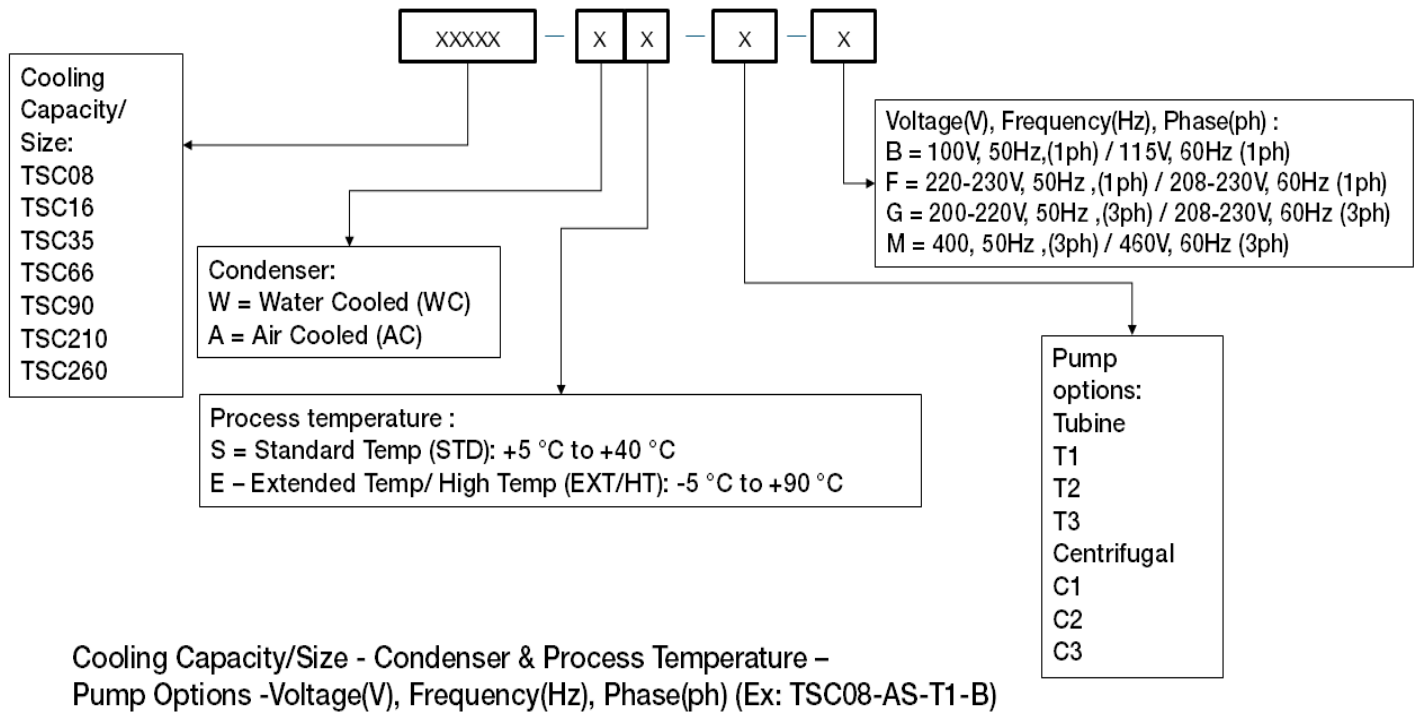 XXXXX – X X – X – X
Cooling
Capacity/
Size:
TSC08
TSC16
TSC35
TSC66
TSC90
TSC210
TSC260
Condenser:
W = Water Cooled (WC)
A = Air Cooled (AC)
Process temperature :
S = Standard Temp (STD): +5 °C to +40 °C
E – Extended Temp/ High Temp (EXT/HT): -5 °C to +90 °C
Voltage(V), Frequency(Hz), Phase(ph) :
B = 100V, 50Hz,(1ph) / 115V, 60Hz (1ph)
F = 220-230V, 50Hz ,(1ph) / 208-230V, 60Hz (1ph)
G = 200-220V, 50Hz ,(3ph) / 208-230V, 60Hz (3ph)
M = 400, 50Hz ,(3ph) / 460V, 60Hz (3ph)
Pump
options:
Tubine
T1
T2
T3
Centrifugal
C1
C2
C3
Cooling Capacity/Size - Condenser & Process Temperature –
Pump Options -Voltage(V), Frequency(Hz), Phase(ph) (Ex: TSC08-AS-T1-B)